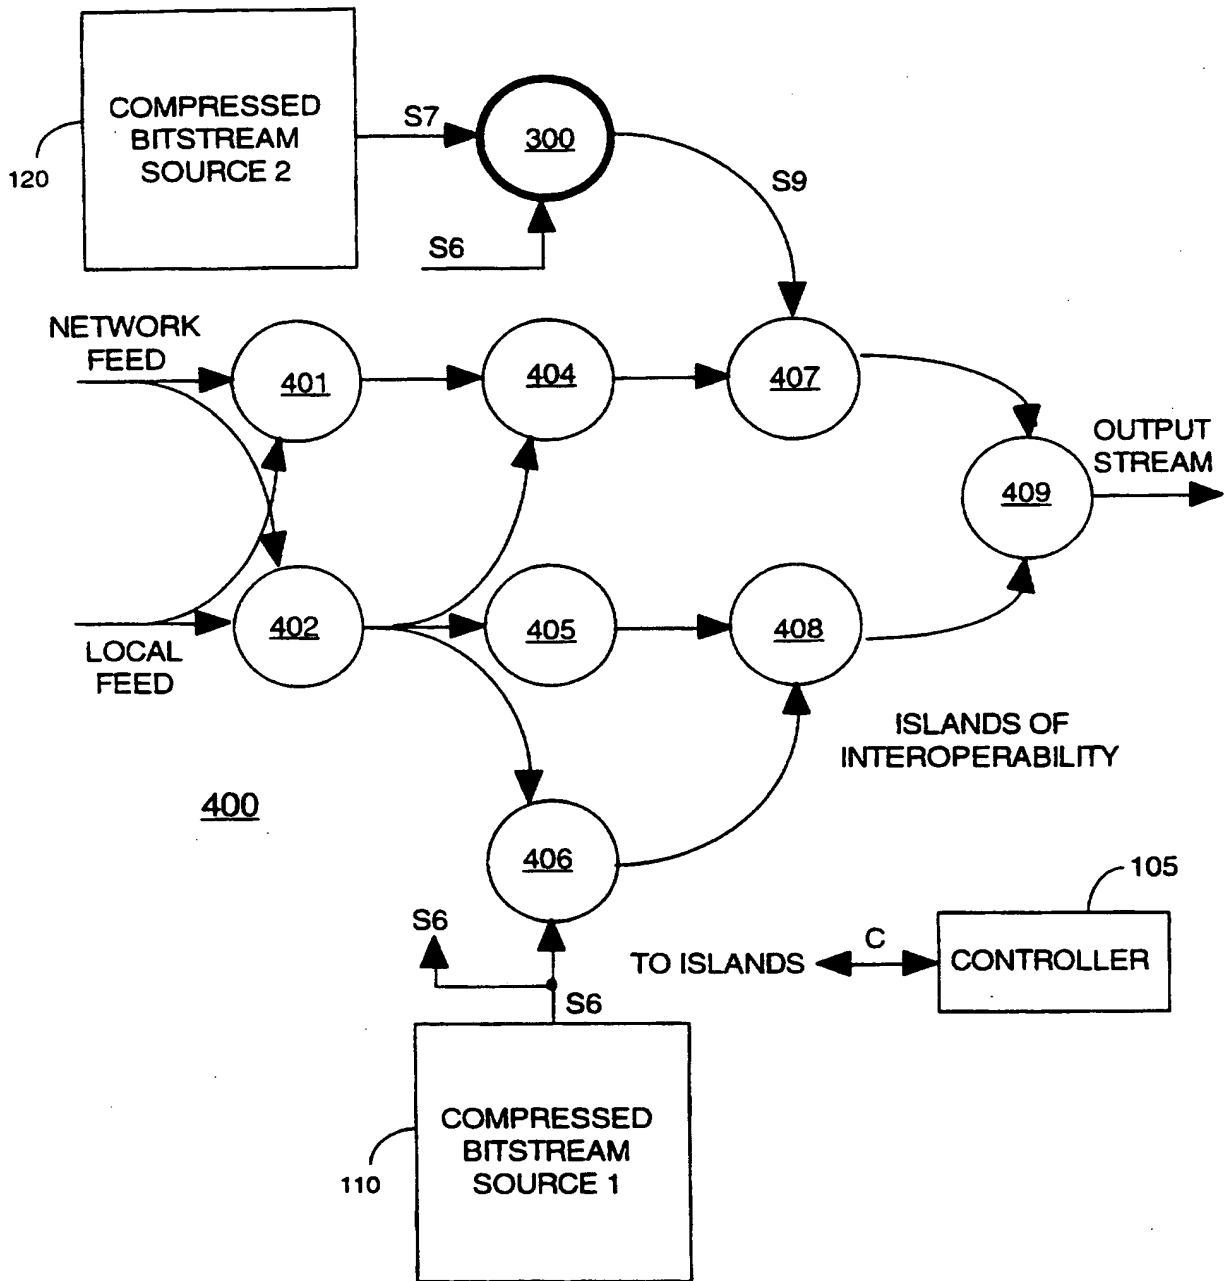 COMPRESSED
BITSTREAM
SOURCE 2
120
S7
300
S9
S6
NETWORK
FEED
401
404
407
OUTPUT
STREAM
409
LOCAL
FEED
402
405
408
ISLANDS OF
INTEROPERABILITY
400
406
105
S6
TO ISLANDS
C
CONTROLLER
S6
COMPRESSED
BITSTREAM
SOURCE 1
110